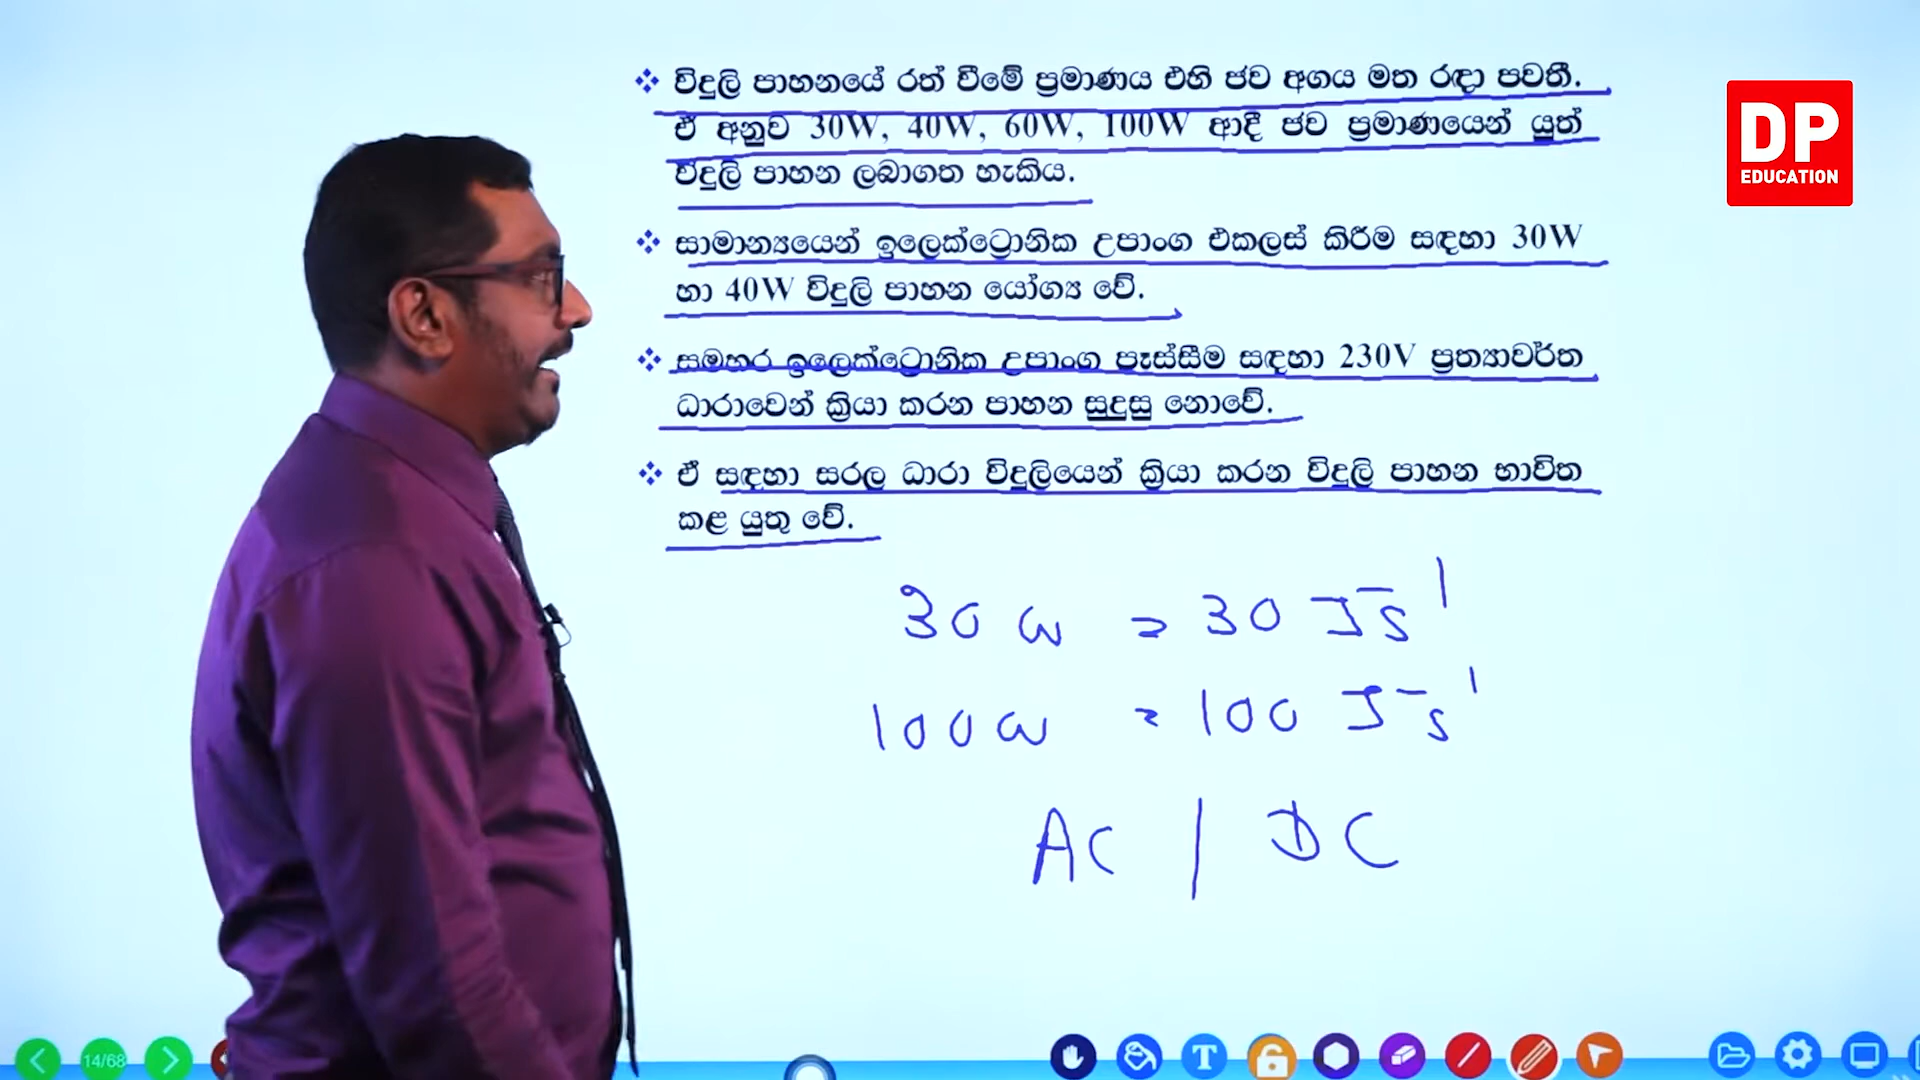 ❖ විදුලි පාහනයේ රත් වීමේ ප්‍රමාණය එහි ජව අගය මත රඳා පවතී.
ඒ අනුව 30W, 40W, 60W, 100W ආදී ජව ප්‍රමාණයෙන් යුත්
විදුලි පාහන ලබාගත හැකිය.
❖ සාමාන්‍යයෙන් ඉලෙක්ට්‍රොනික උපාංග එකලස් කිරීම සඳහා 30W
හා 40W විදුලි පාහන යෝග්‍ය වේ.
❖ සමහර ඉලෙක්ට්‍රොනික උපාංග පෑස්සීම සඳහා 230V ප්‍රත්‍යාවර්ත
ධාරාවෙන් ක්‍රියා කරන පාහන සුදුසු නොවේ.
❖ ඒ සඳහා සරල ධාරා විදුලියෙන් ක්‍රියා කරන විදුලි පාහන භාවිත
කළ යුතු වේ.
30 W = 30 Js⁻¹
100 W = 100 Js⁻¹
AC / DC
DP
EDUCATION
14/68
T